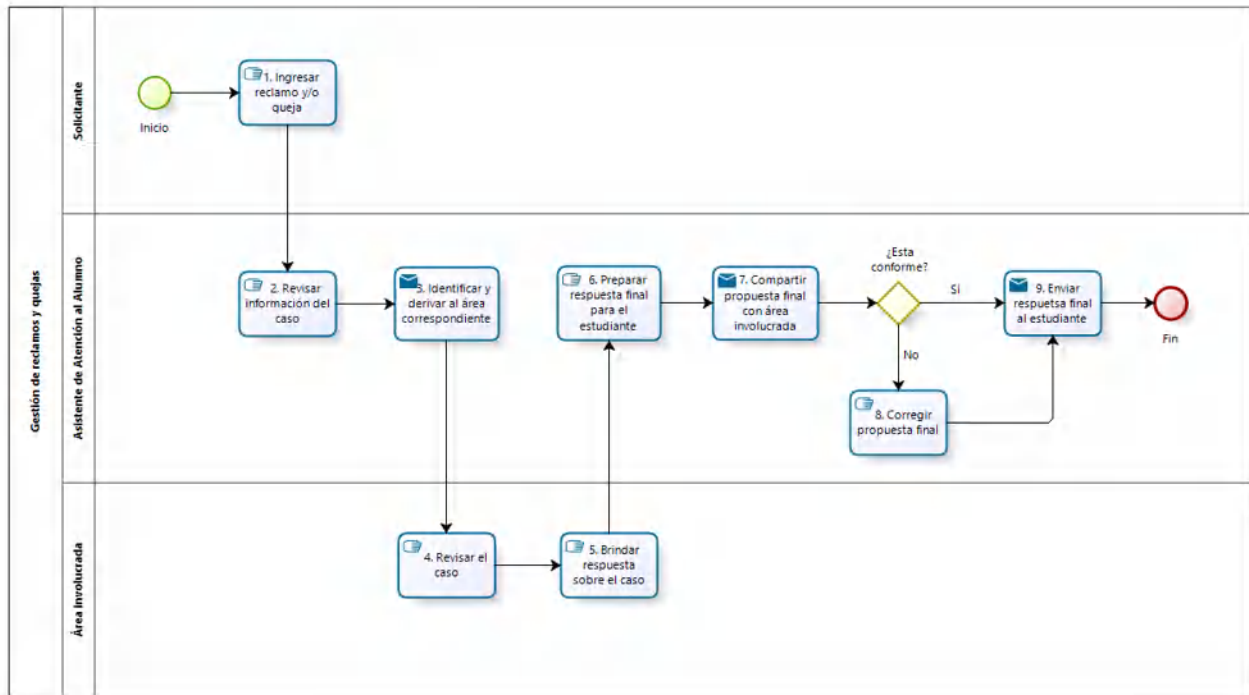 Gestión de reclamos y quejas
Solicitante
Inicio
1. Ingresar
reclamo y/o
queja
Asistente de Atención al Alumno
2. Revisar
información del
caso
3. Identificar y
derivar al área
correspondiente
6. Preparar
respuesta final
para el
estudiante
7. Compartir
propuesta final
con área
involucrada
¿Esta
conforme?
Si
No
8. Corregir
propuesta final
9. Enviar
respuetsa final
al estudiante
Fin
Área Involucrada
4. Revisar el
caso
5. Brindar
respuesta
sobre el caso